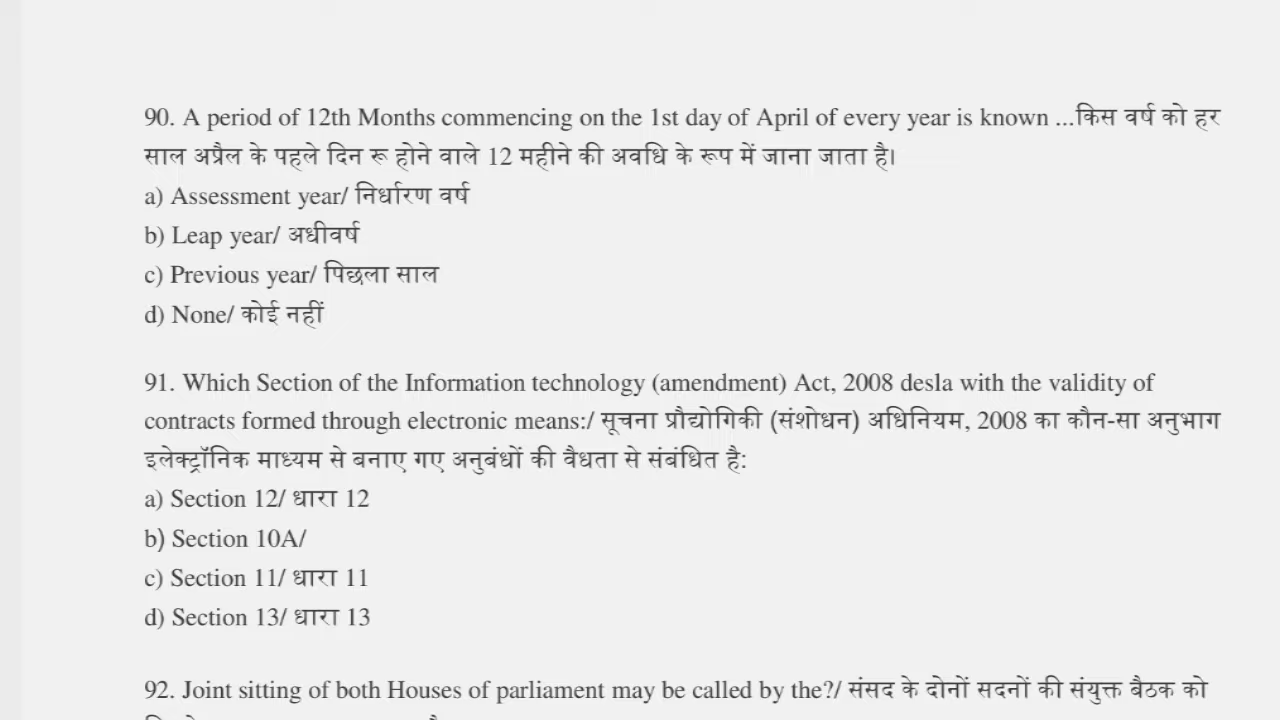 90. A period of 12th Months commencing on the 1st day of April of every year is known ...किस वर्ष को हर
साल अप्रैल के पहले दिन रू होने वाले 12 महीने की अवधि के रूप में जाना जाता है।
a) Assessment year/ निर्धारण वर्ष
b) Leap year/ अधीवर्ष
c) Previous year/ पिछला साल
d) None/ कोई नहीं
91. Which Section of the Information technology (amendment) Act, 2008 desla with the validity of
contracts formed through electronic means:/ सूचना प्रौद्योगिकी (संशोधन) अधिनियम, 2008 का कौन-सा अनुभाग
इलेक्ट्रॉनिक माध्यम से बनाए गए अनुबंधों की वैधता से संबंधित है:
a) Section 12/ धारा 12
b) Section 10A/
c) Section 11/ धारा 11
d) Section 13/ धारा 13
92. Joint sitting of both Houses of parliament may be called by the?/ संसद के दोनों सदनों की संयुक्त बैठक को